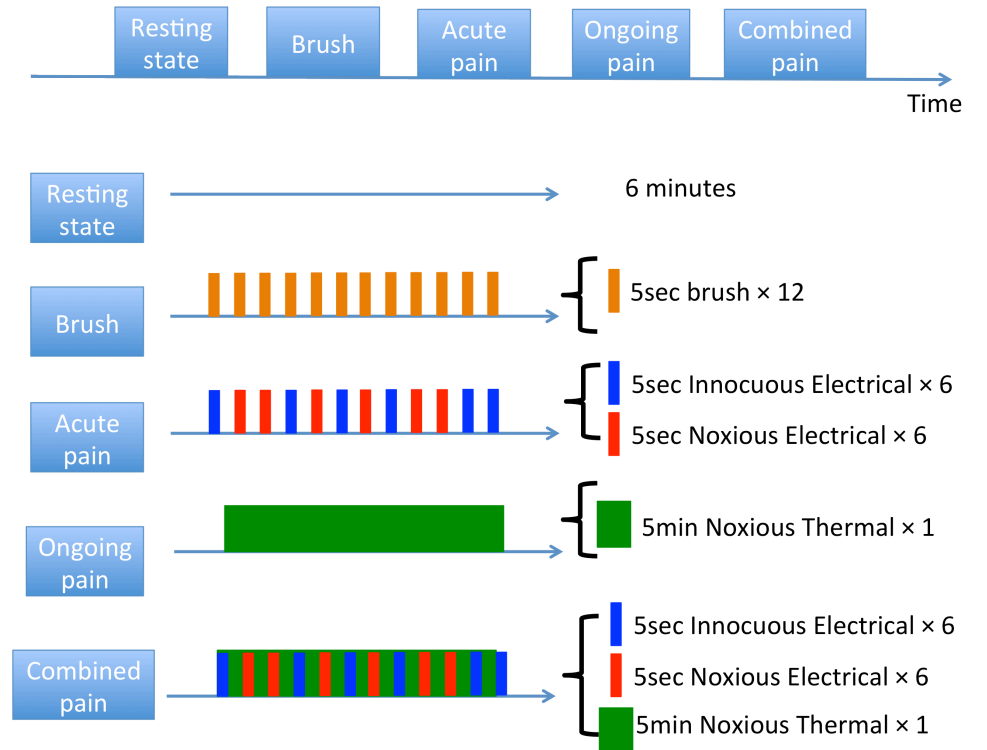 Resting
state
Brush
Acute
pain
Ongoing
pain
Combined
pain
Time
Resting
state
6 minutes
Brush
5sec brush × 12
Acute
pain
5sec Innocuous Electrical × 6
5sec Noxious Electrical × 6
Ongoing
pain
5min Noxious Thermal × 1
Combined
pain
5sec Innocuous Electrical × 6
5sec Noxious Electrical × 6
5min Noxious Thermal × 1